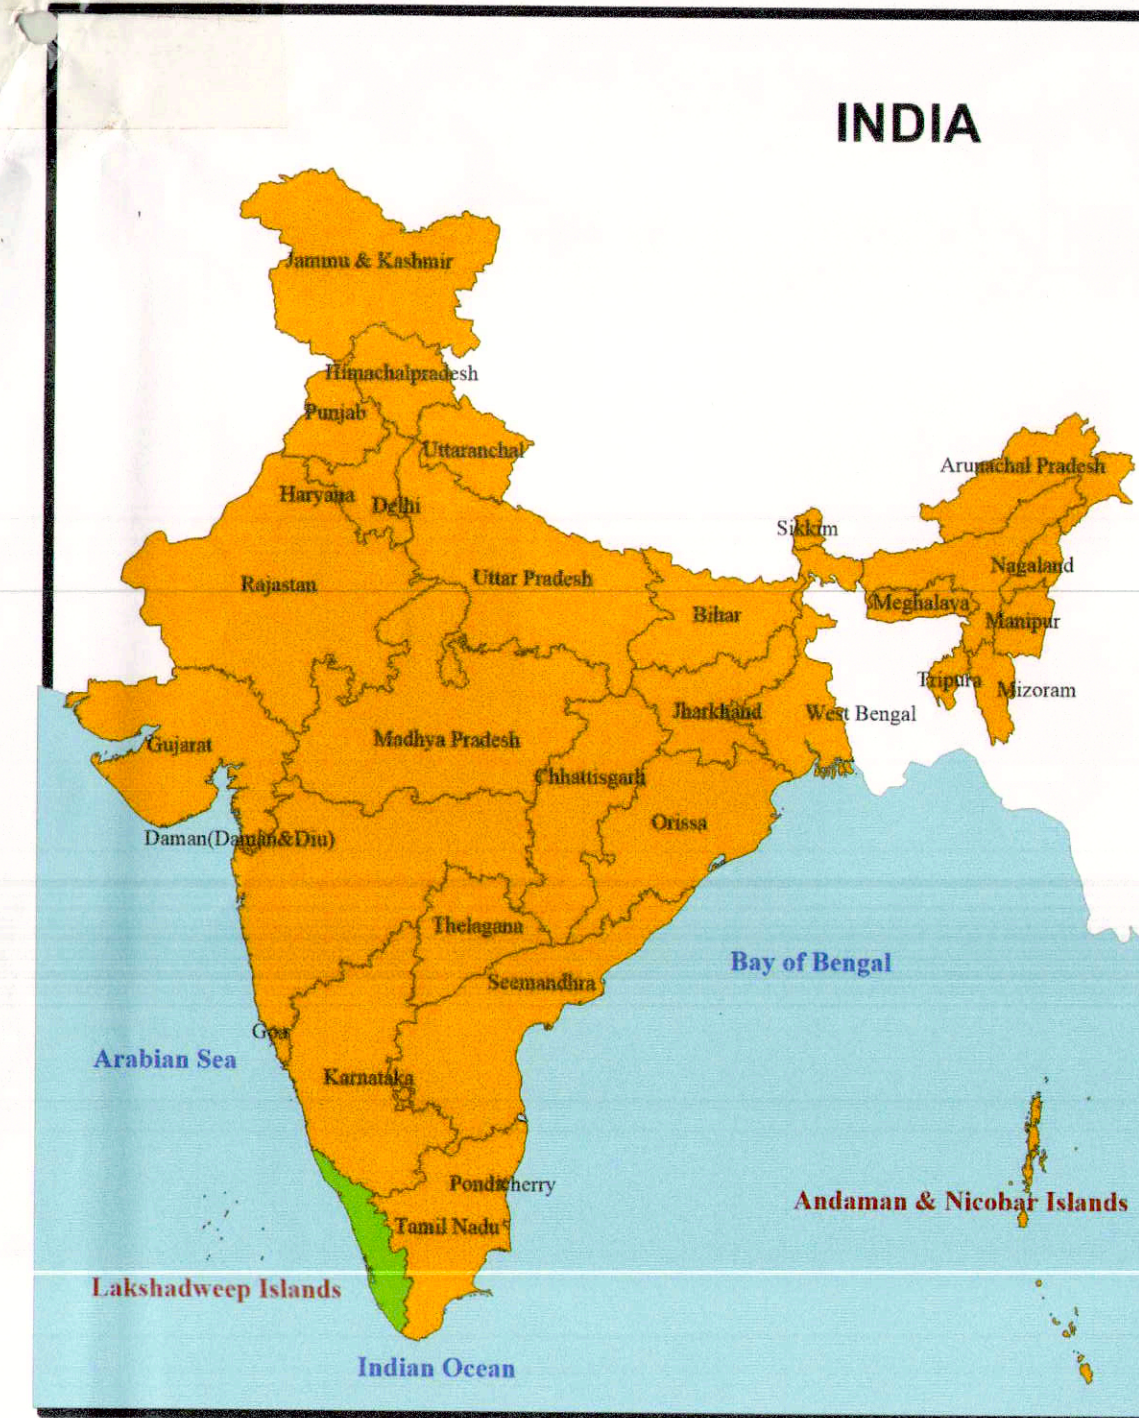 INDIA
Jammu & Kashmir
Himachalpradesh
Punjab
Uttaranchal
Arunachal Pradesh
Haryana
Delhi
Sikkim
Nagaland
Rajastan
Uttar Pradesh
Meghalaya
Bihar
Manipur
Tripura
Mizoram
Jharkhand
West Bengal
Gujarat
Madhya Pradesh
Chhattisgarh
Orissa
Daman(Daman&Diu)
Thelagana
Bay of Bengal
Seemandhra
Goa
Arabian Sea
Karnataka
Pondicherry
Andaman & Nicobar Islands
Tamil Nadu
Lakshadweep Islands
Indian Ocean